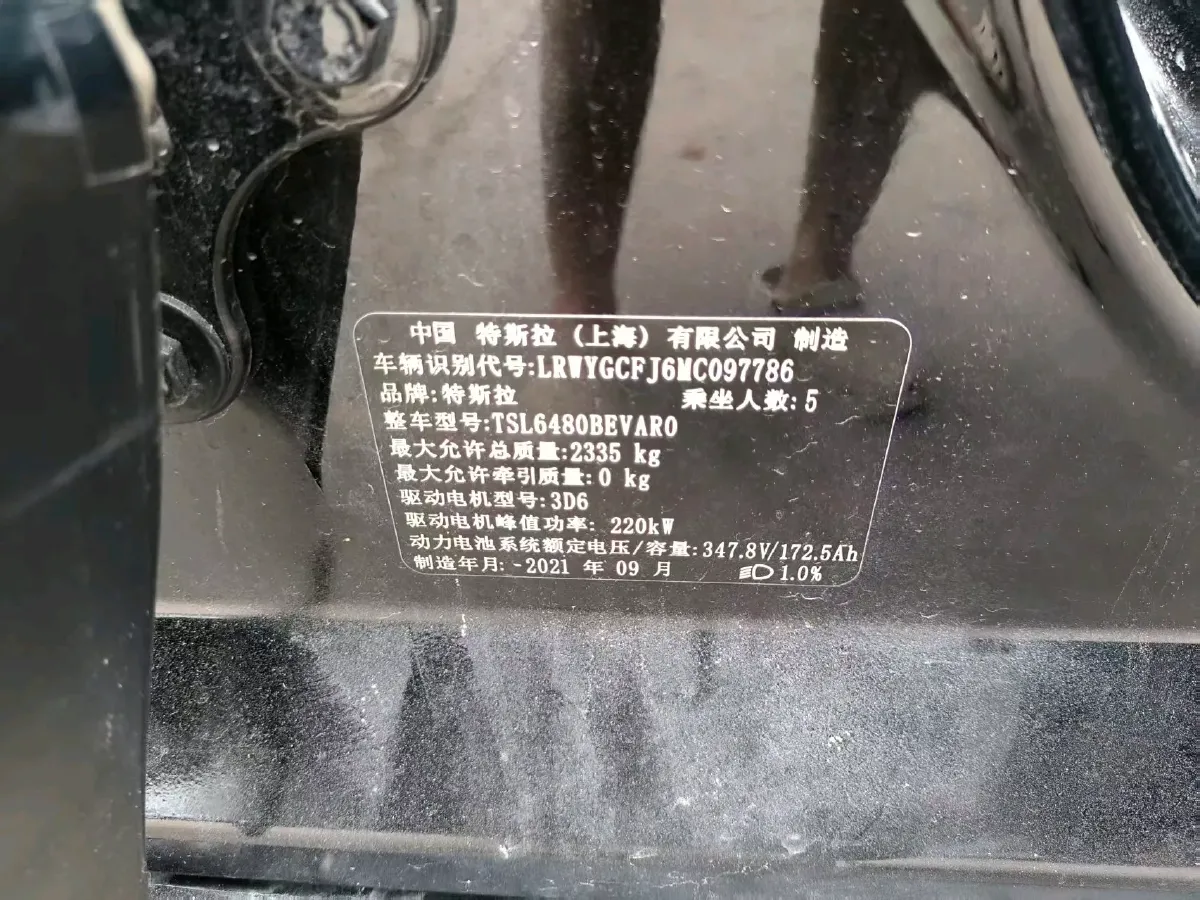 中国 特斯拉（上海）有限公司 制造
车辆识别代号:LRWYGCFJ6MC097786
品牌:特斯拉 乘坐人数:5
整车型号:TSL6480BEVAR0
最大允许总质量:2335 kg
最大允许牵引质量:0 kg
驱动电机型号:3D6
驱动电机峰值功率: 220kW
动力电池系统额定电压/容量:347.8V/172.5Ah
制造年月:-2021 年 09 月 1.0%